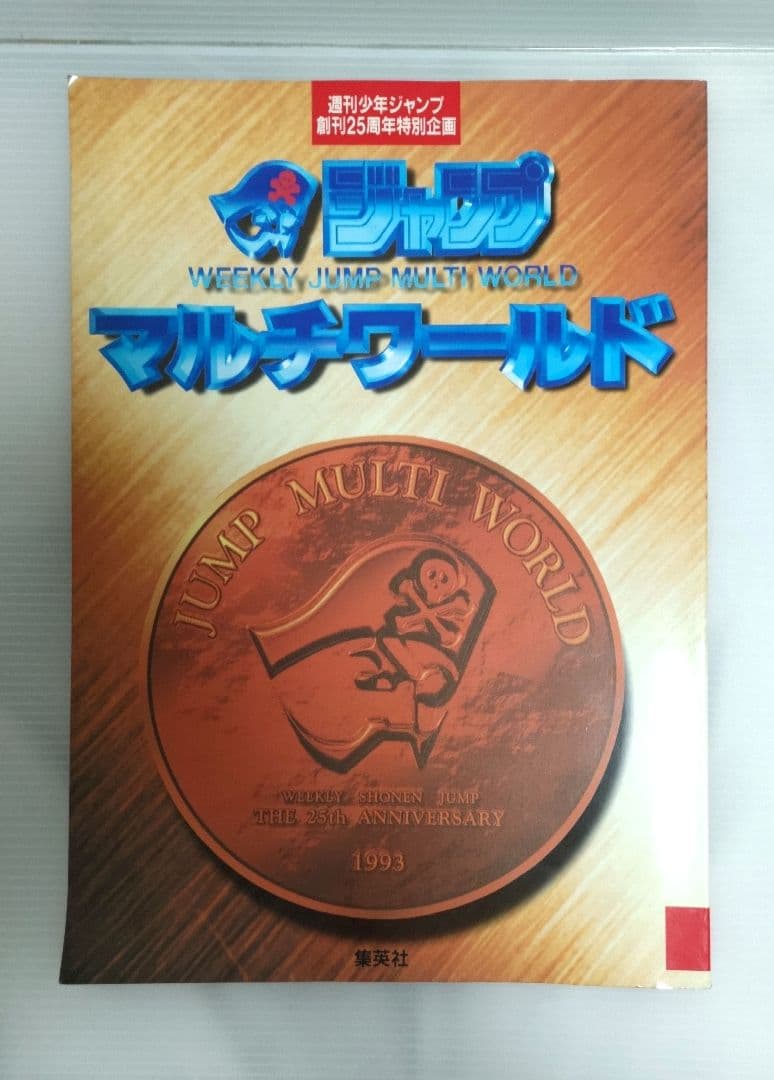 週刊少年ジャンプ
創刊25周年特別企画
ジャンプ
WEEKLY JUMP MULTI WORLD
マルチワールド
JUMP MULTI WORLD
WEEKLY SHONEN JUMP
THE 25th ANNIVERSARY
1993
集英社